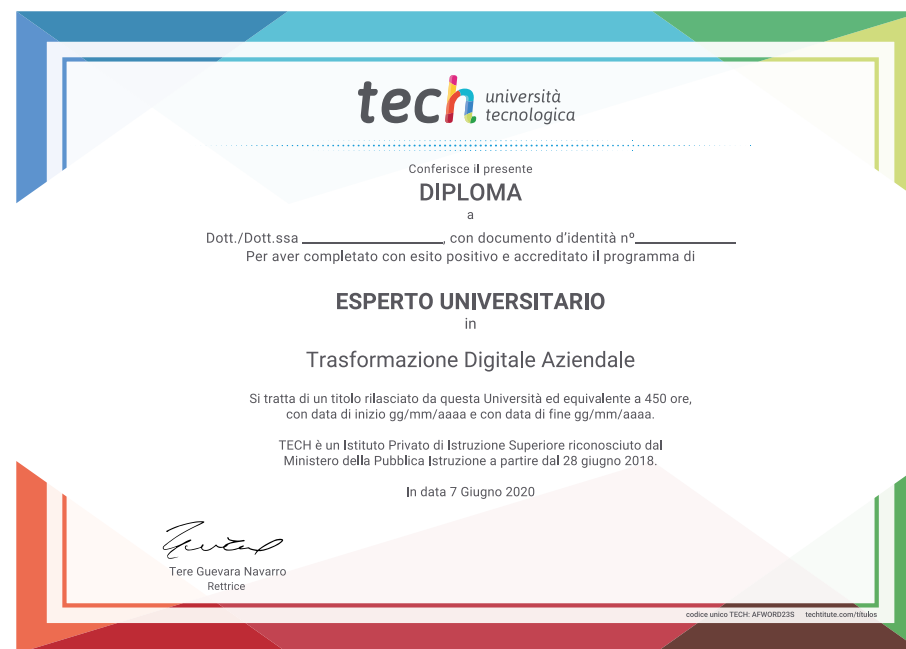 tech università
tecnologica
Conferisce il presente
DIPLOMA
a
Dott./Dott.ssa ____________________, con documento d'identità nº______________
Per aver completato con esito positivo e accreditato il programma di
ESPERTO UNIVERSITARIO
in
Trasformazione Digitale Aziendale
Si tratta di un titolo rilasciato da questa Università ed equivalente a 450 ore,
con data di inizio gg/mm/aaaa e con data di fine gg/mm/aaaa.
TECH è un Istituto Privato di Istruzione Superiore riconosciuto dal
Ministero della Pubblica Istruzione a partire dal 28 giugno 2018.
In data 7 Giugno 2020
Tere Guevara Navarro
Rettrice
codice unico TECH: AFWORD23S techtitute.com/títulos